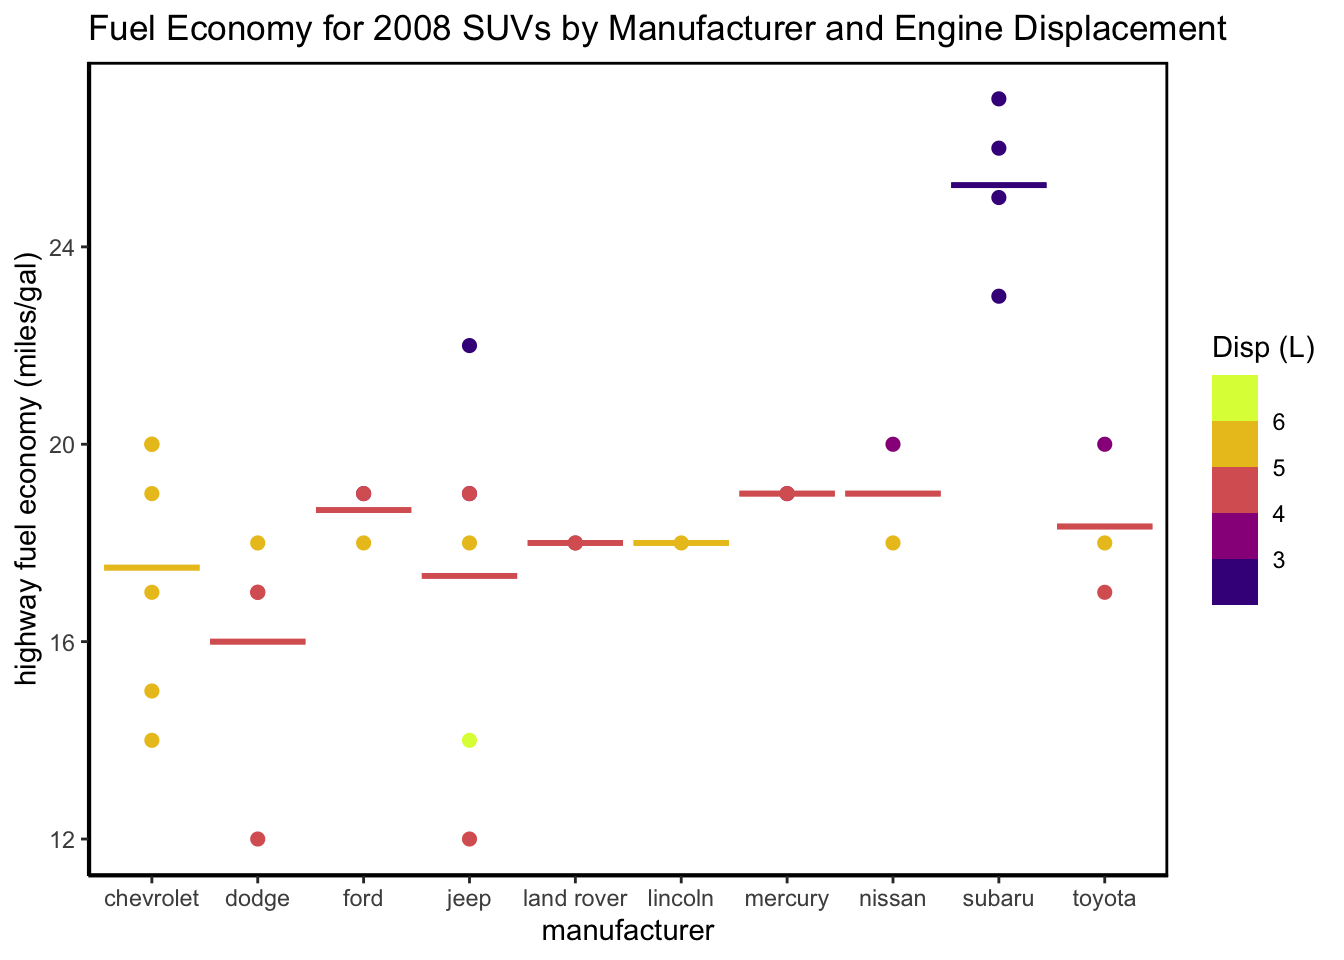 Fuel Economy for 2008 SUVs by Manufacturer and Engine Displacement
highway fuel economy (miles/gal)
24
20
16
12
chevrolet dodge ford jeep land rover lincoln mercury nissan subaru toyota
manufacturer
Disp (L)
6
5
4
3